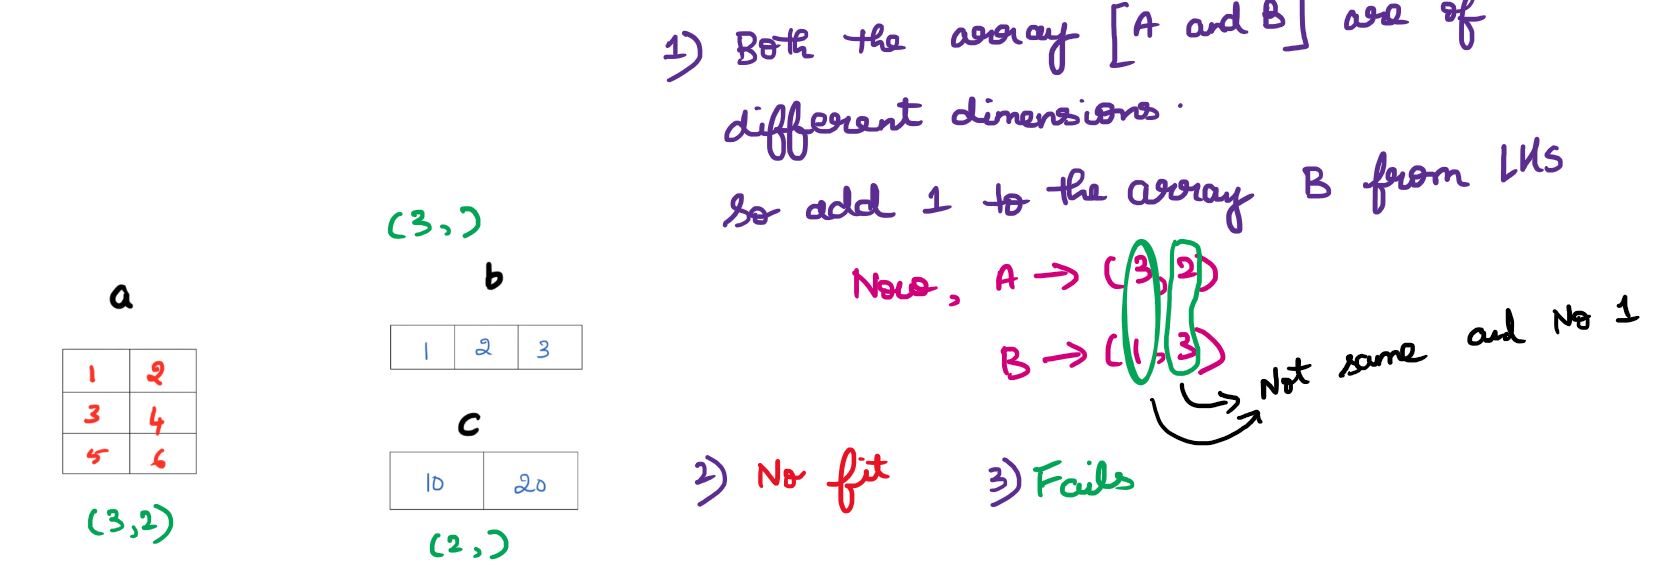 1) Both the array [A and B] are of
different dimensions.
So add 1 to the array B from LHS
(3,)
b
1 2 3
a
1 2
3 4
5 6
(3,2)
c
10 20
(2,)
Now, A → (3,2)
B → (1,3)
Not same and No 1
2) No fit
3) Fails